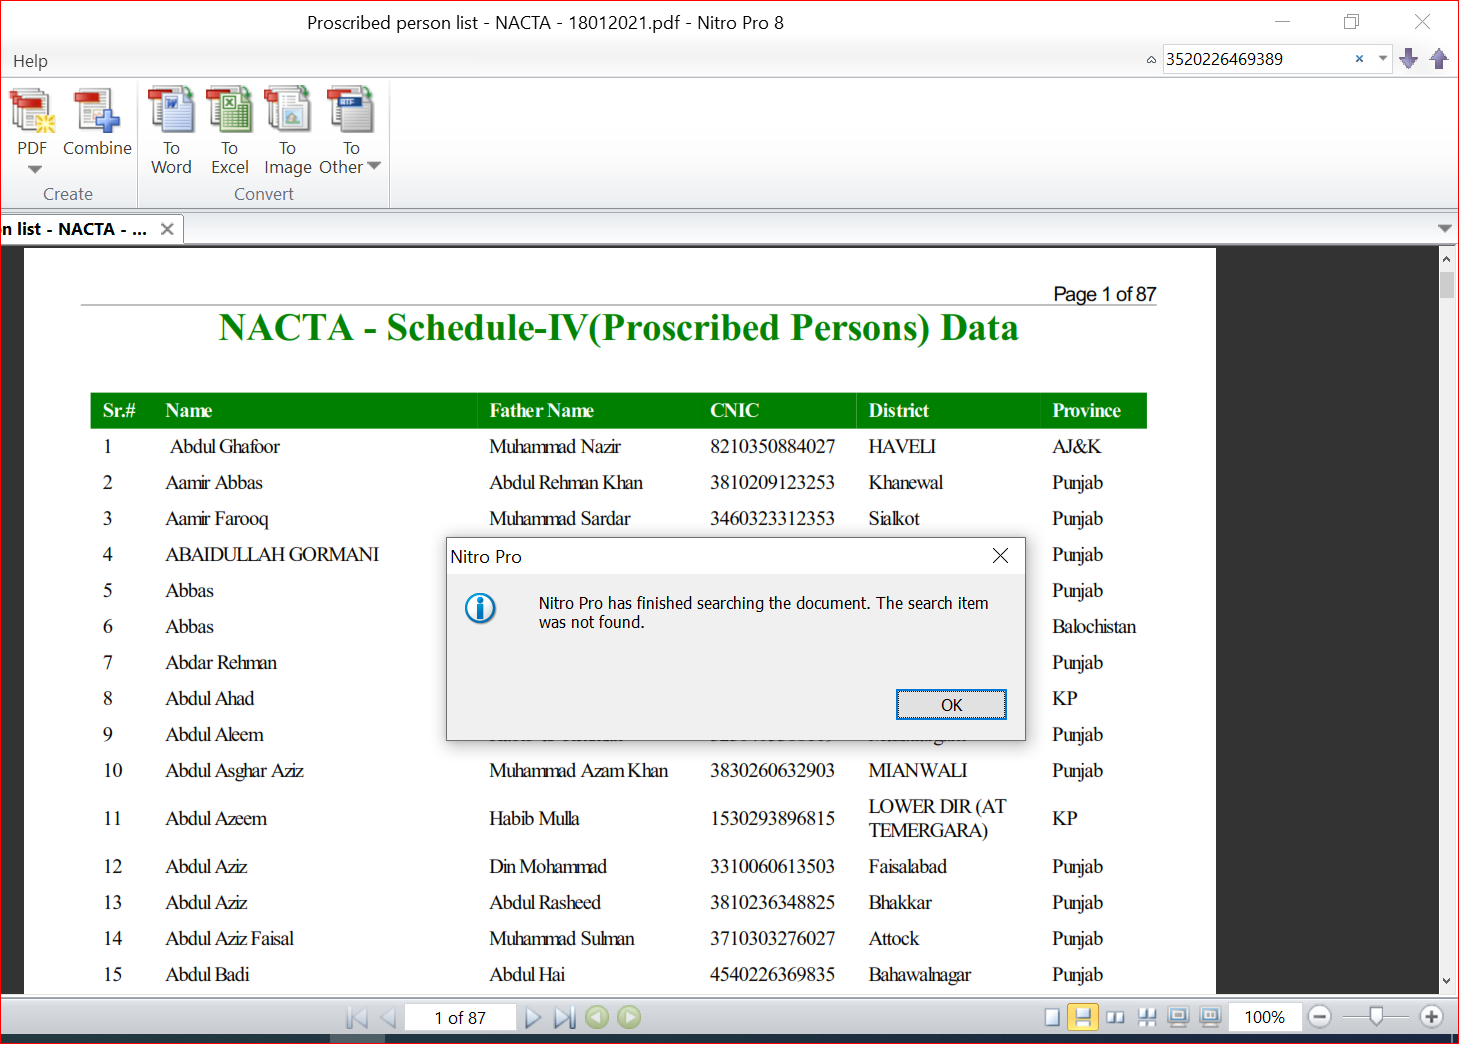 Proscribed person list - NACTA - 18012021.pdf - Nitro Pro 8
Help
3520226469389
PDF
Combine
To Word
To Excel
To Image
To Other
Create
Convert
n list - NACTA - ...
Page 1 of 87
NACTA - Schedule-IV(Proscribed Persons) Data
Sr.# Name Father Name CNIC District Province
1 Abdul Ghafoor Muhammad Nazir 8210350884027 HAVELI AJ&K
2 Aamir Abbas Abdul Rehman Khan 3810209123253 Khanewal Punjab
3 Aamir Farooq Muhammad Sardar 3460323312353 Sialkot Punjab
4 ABAIDULLAH GORMANI Punjab
5 Abbas Punjab
6 Abbas Balochistan
7 Abdar Rehman Punjab
8 Abdul Ahad KP
9 Abdul Aleem Punjab
10 Abdul Asghar Aziz Muhammad Azam Khan 3830260632903 MIANWALI Punjab
11 Abdul Azeem Habib Mulla 1530293896815 LOWER DIR (AT TEMERGARA) KP
12 Abdul Aziz Din Mohammad 3310060613503 Faisalabad Punjab
13 Abdul Aziz Abdul Rasheed 3810236348825 Bhakkar Punjab
14 Abdul Aziz Faisal Muhammad Sulman 3710303276027 Attock Punjab
15 Abdul Badi Abdul Hai 4540226369835 Bahawalnagar Punjab
Nitro Pro
Nitro Pro has finished searching the document. The search item
was not found.
OK
1 of 87
100%